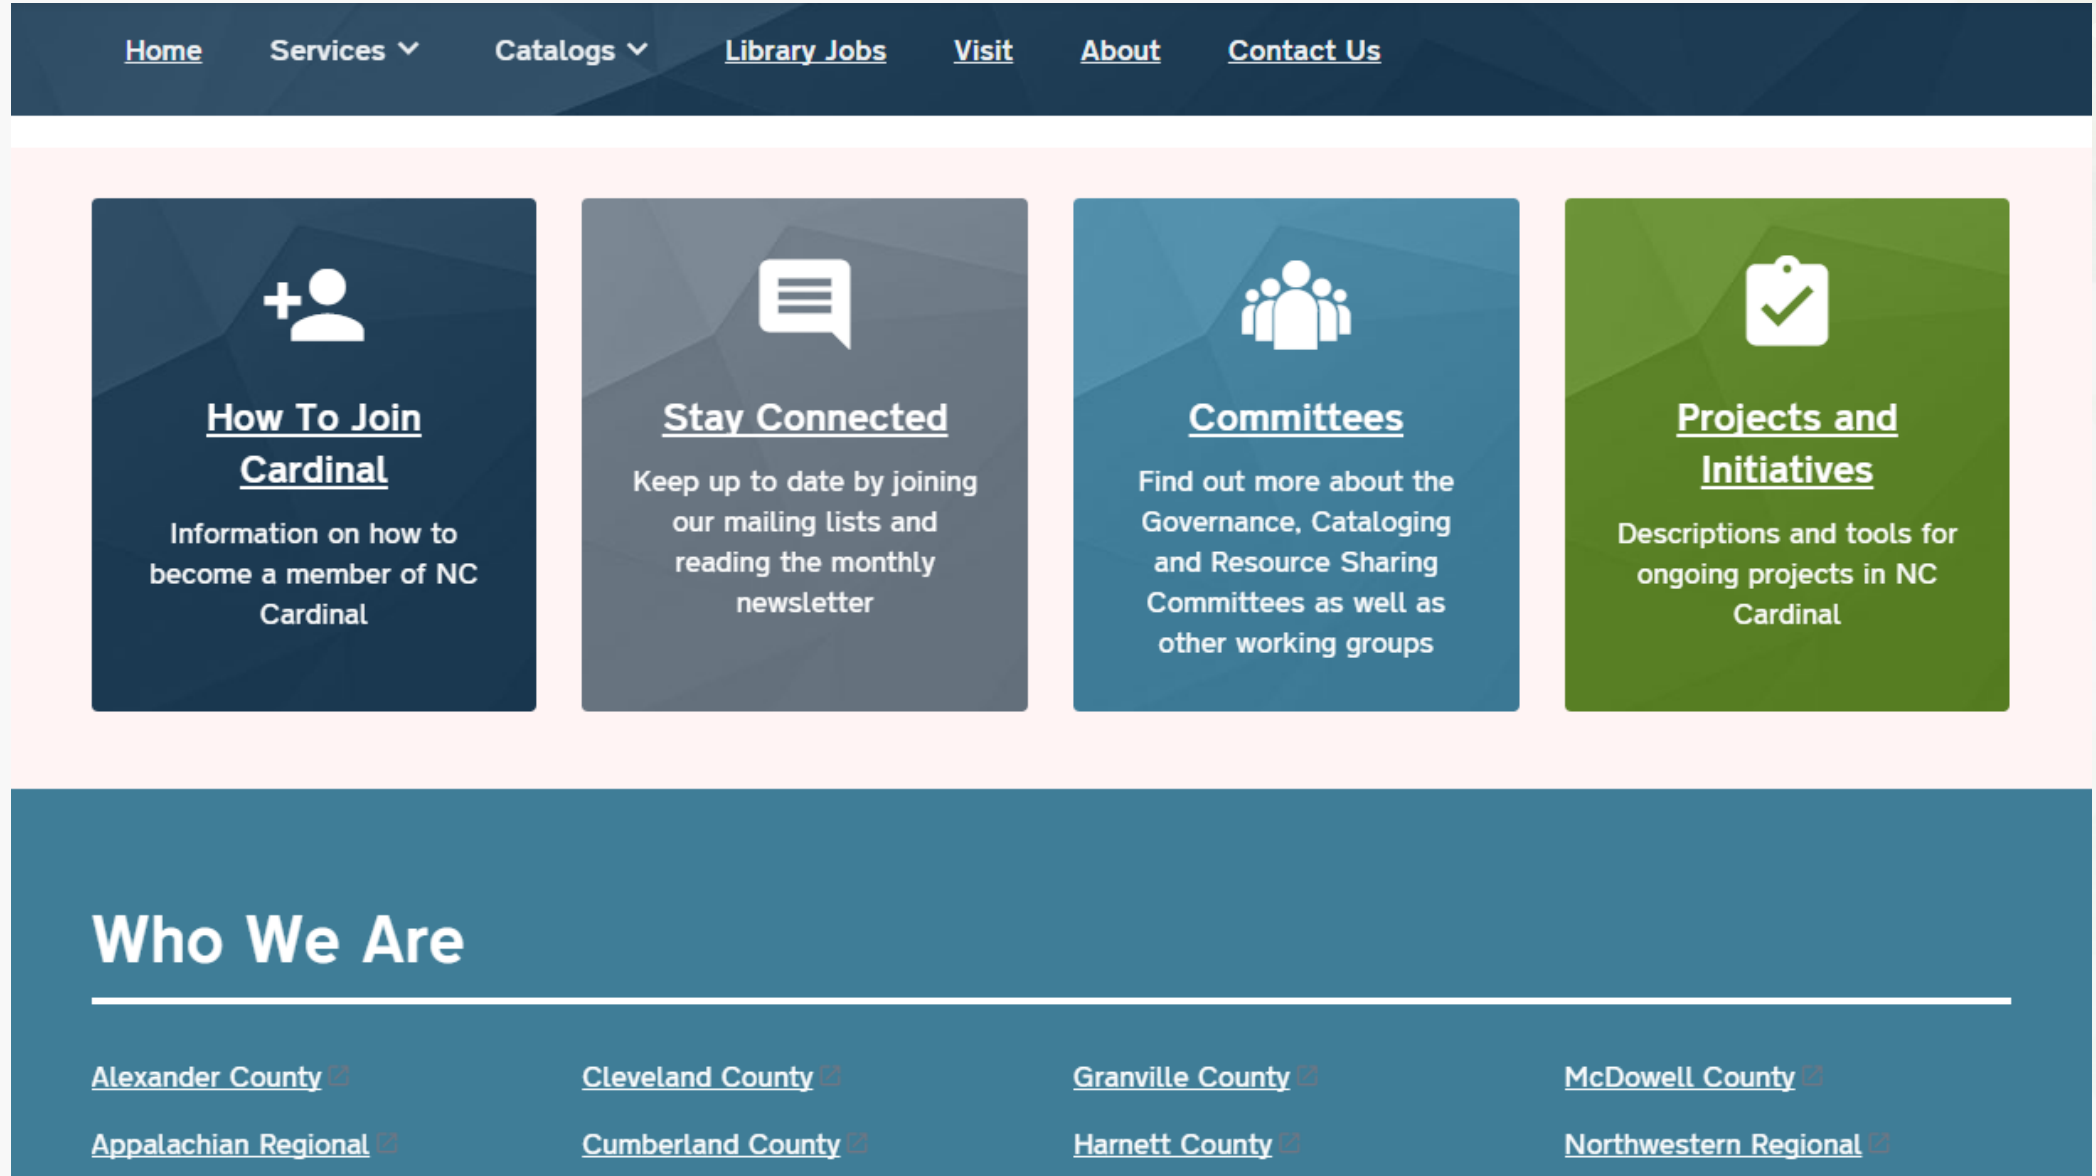 Home Services Catalogs Library Jobs Visit About Contact Us
How To Join
Cardinal
Information on how to
become a member of NC
Cardinal
Stay Connected
Keep up to date by joining
our mailing lists and
reading the monthly
newsletter
Committees
Find out more about the
Governance, Cataloging
and Resource Sharing
Committees as well as
other working groups
Projects and
Initiatives
Descriptions and tools for
ongoing projects in NC
Cardinal
Who We Are
Alexander County Cleveland County Granville County McDowell County
Appalachian Regional Cumberland County Harnett County Northwestern Regional